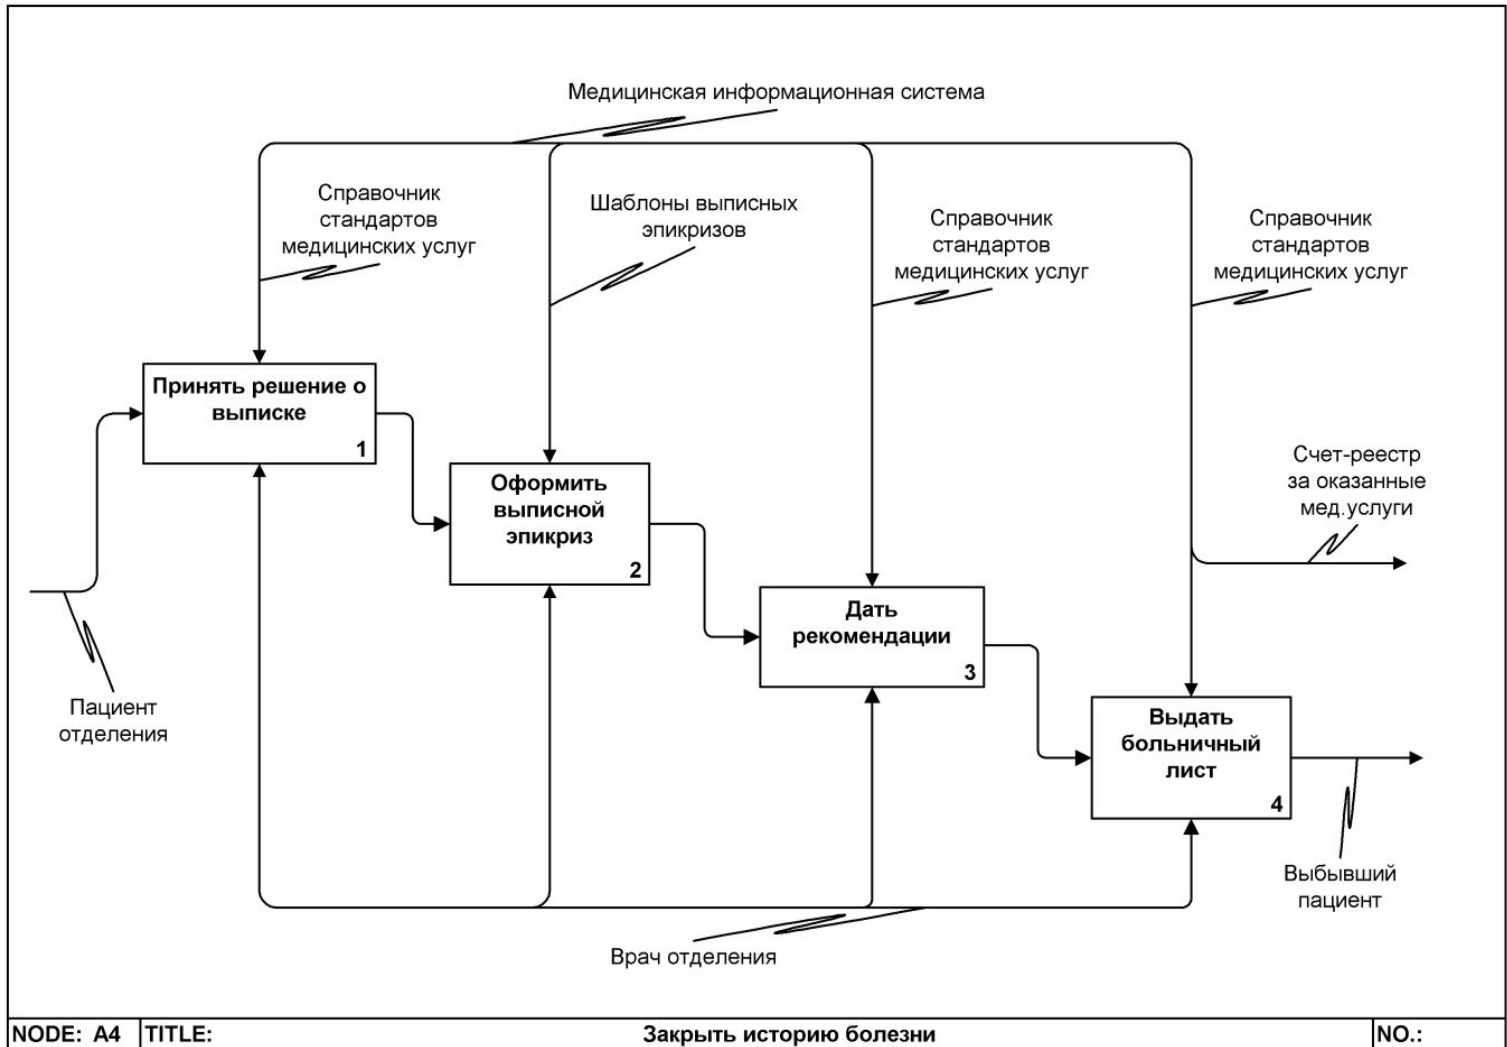 Медицинская информационная система
Справочник
стандартов
медицинских услуг
Шаблоны выписных
эпикризов
Справочник
стандартов
медицинских услуг
Справочник
стандартов
медицинских услуг
Принять решение о
выписке
1
Оформить
выписной
эпикриз
2
Счет-реестр
за оказанные
мед.услуги
Дать
рекомендации
3
Пациент
отделения
Выдать
больничный
лист
4
Выбывший
пациент
Врач отделения
NODE: A4 TITLE: Закрыть историю болезни NO.: